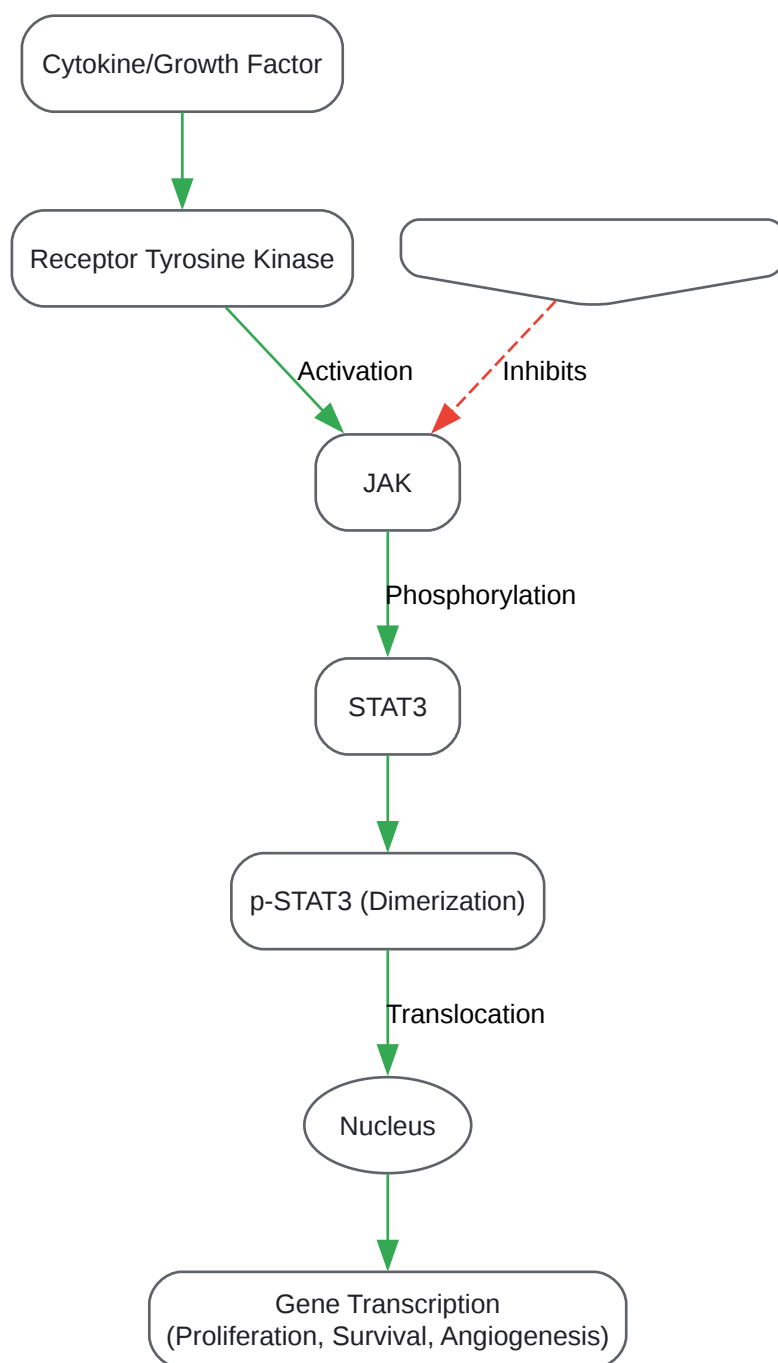 Cytokine/Growth Factor
Receptor Tyrosine Kinase
Activation
Inhibits
JAK
Phosphorylation
STAT3
p-STAT3 (Dimerization)
Translocation
Nucleus
Gene Transcription
(Proliferation, Survival, Angiogenesis)